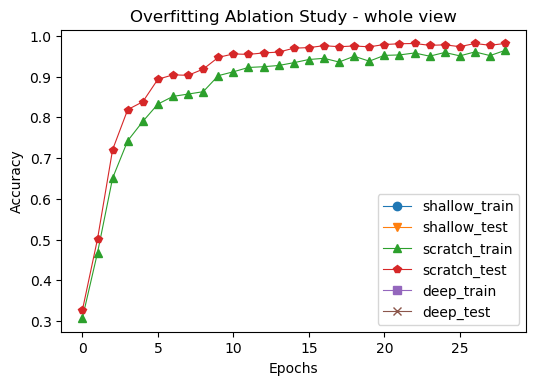 Overfitting Ablation Study - whole view
1.0
0.9
0.8
0.7
0.6
0.5
0.4
0.3
Accuracy
0
5
10
15
20
25
Epochs
shallow_train
shallow_test
scratch_train
scratch_test
deep_train
deep_test